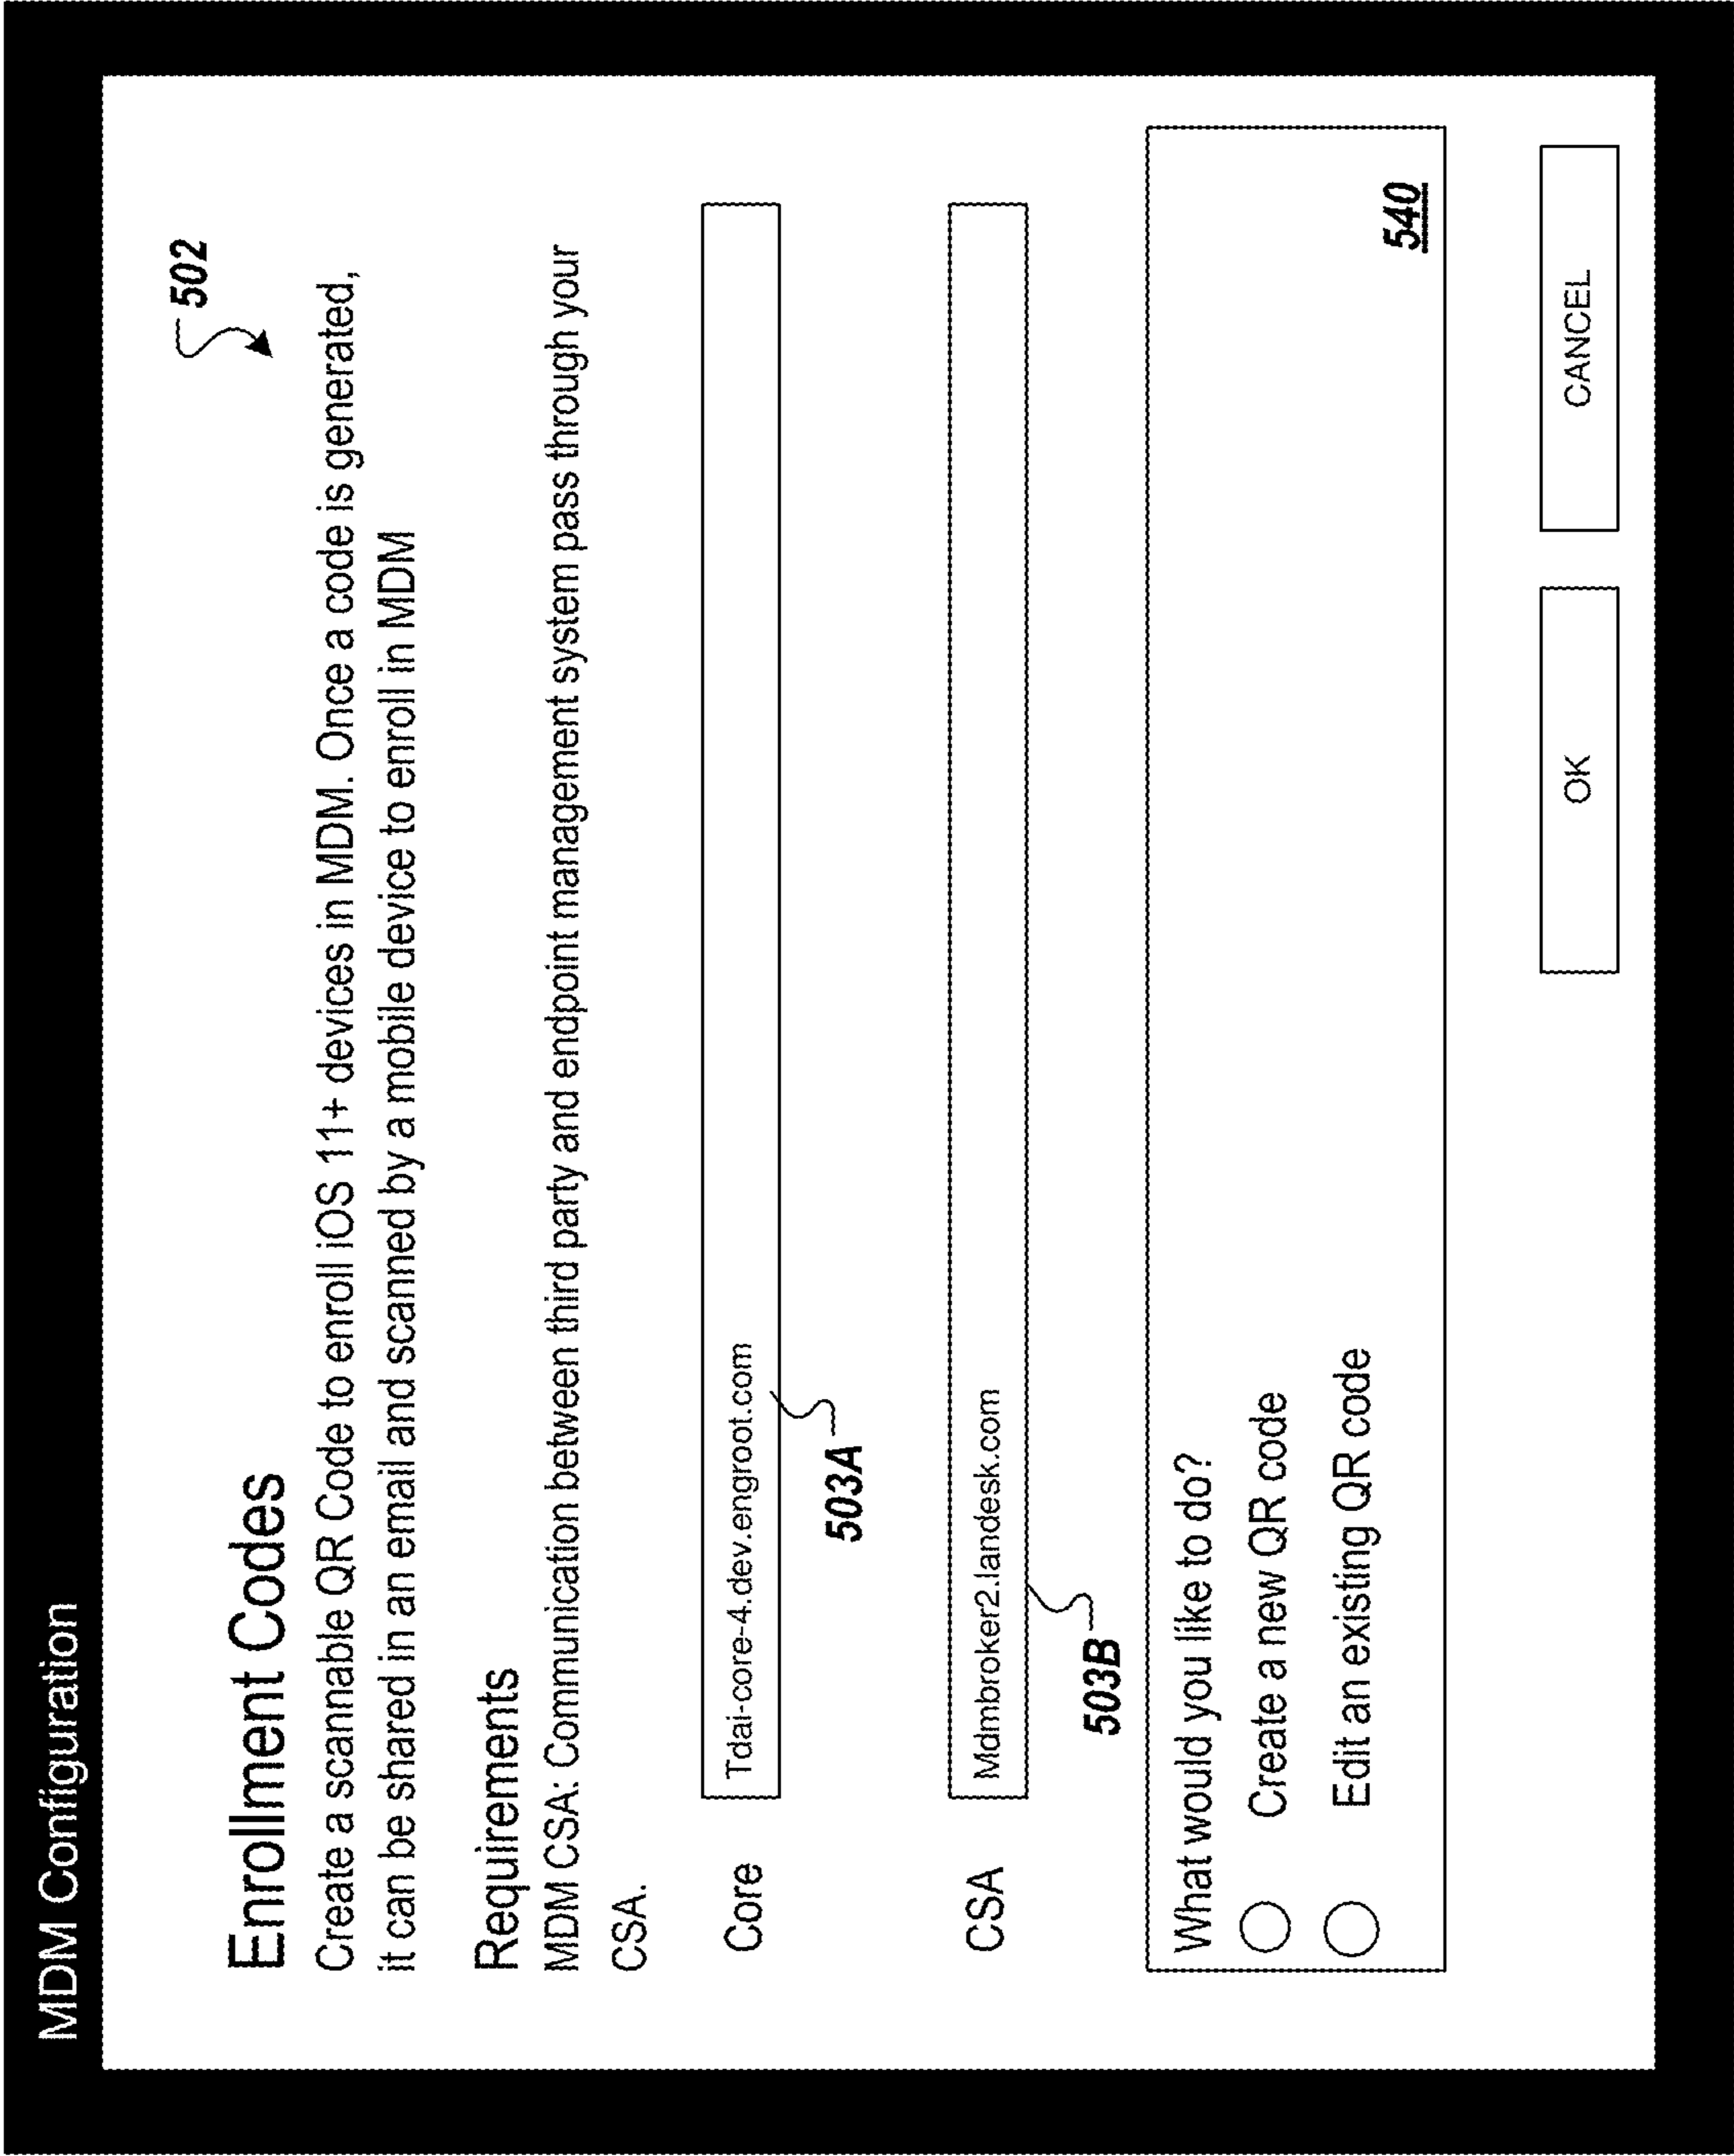 MDM Configuration
502
Enrollment Codes
Create a scannable QR Code to enroll iOS 11+ devices in MDM. Once a code is generated,
it can be shared in an email and scanned by a mobile device to enroll in MDM
Requirements
MDM CSA: Communication between third party and endpoint management system pass through your
CSA.
Core
Tdai-core-4.dev.engroot.com
503A
CSA
Mdmbroker2.landesk.com
503B
What would you like to do?
Create a new QR code
Edit an existing QR code
540
OK
CANCEL